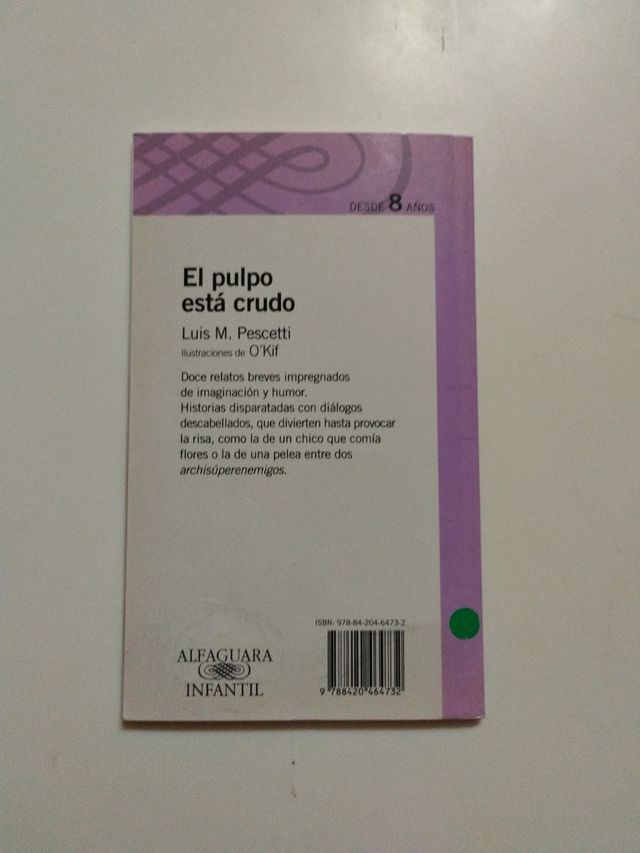 DESDE 8 AÑOS
El pulpo
está crudo
Luis M. Pescetti
Ilustraciones de O´Kif
Doce relatos breves impregnados
de imaginación y humor.
Historias disparatadas con diálogos
descabellados, que divierten hasta provocar
la risa, como la de un chico que comía
flores o la de una pelea entre dos
archisúperenemigos.
ISBN: 978-84-204-6473-2
ALFAGUARA
INFANTIL
9 788420 464732